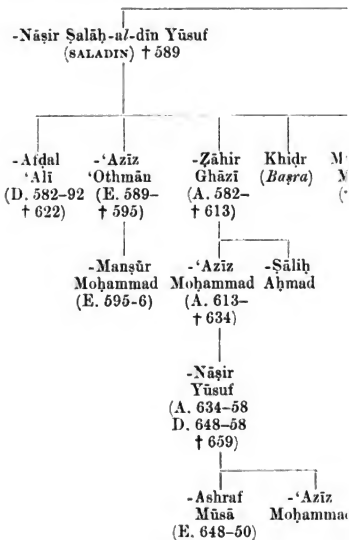 -Nāṣir Ṣalāḥ-al-dīn Yūsuf
(SALADIN) † 589
-Afḍal
‘Alī
(D. 582–92
† 622)
-‘Azīz
‘Othmān
(E. 589–
† 595)
-Ẓāhir
Ghāzī
(A. 582–
† 613)
Khiḍr
(Baṣra)
-Manṣūr
Moḥammad
(E. 595-6)
-‘Azīz
Moḥammad
(A. 613–
† 634)
-Ṣāliḥ
Aḥmad
-Nāṣir
Yūsuf
(A. 634–58
D. 648–58
† 659)
-Ashraf
Mūsā
(E. 648–50)
-‘Azīz
Moḥammad